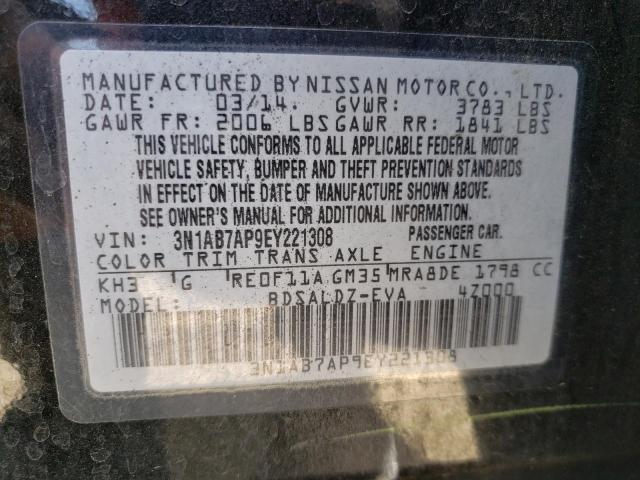 MANUFACTURED BY NISSAN MOTOR CO., LTD.
DATE: 03/14. GVWR: 3783 LBS
GAWR FR: 2006 LBS GAWR RR: 1841 LBS
THIS VEHICLE CONFORMS TO ALL APPLICABLE FEDERAL MOTOR
VEHICLE SAFETY, BUMPER AND THEFT PREVENTION STANDARDS
IN EFFECT ON THE DATE OF MANUFACTURE SHOWN ABOVE.
SEE OWNER'S MANUAL FOR ADDITIONAL INFORMATION.
VIN: 3N1AB7AP9EY221308 PASSENGER CAR.
COLOR TRIM TRANS AXLE ENGINE
KH3 G RE0F11A GM35 MRA8DE 1798 CC
MODEL: BDSALDZ-EVA 4Z000
3N1AB7AP9EY221308